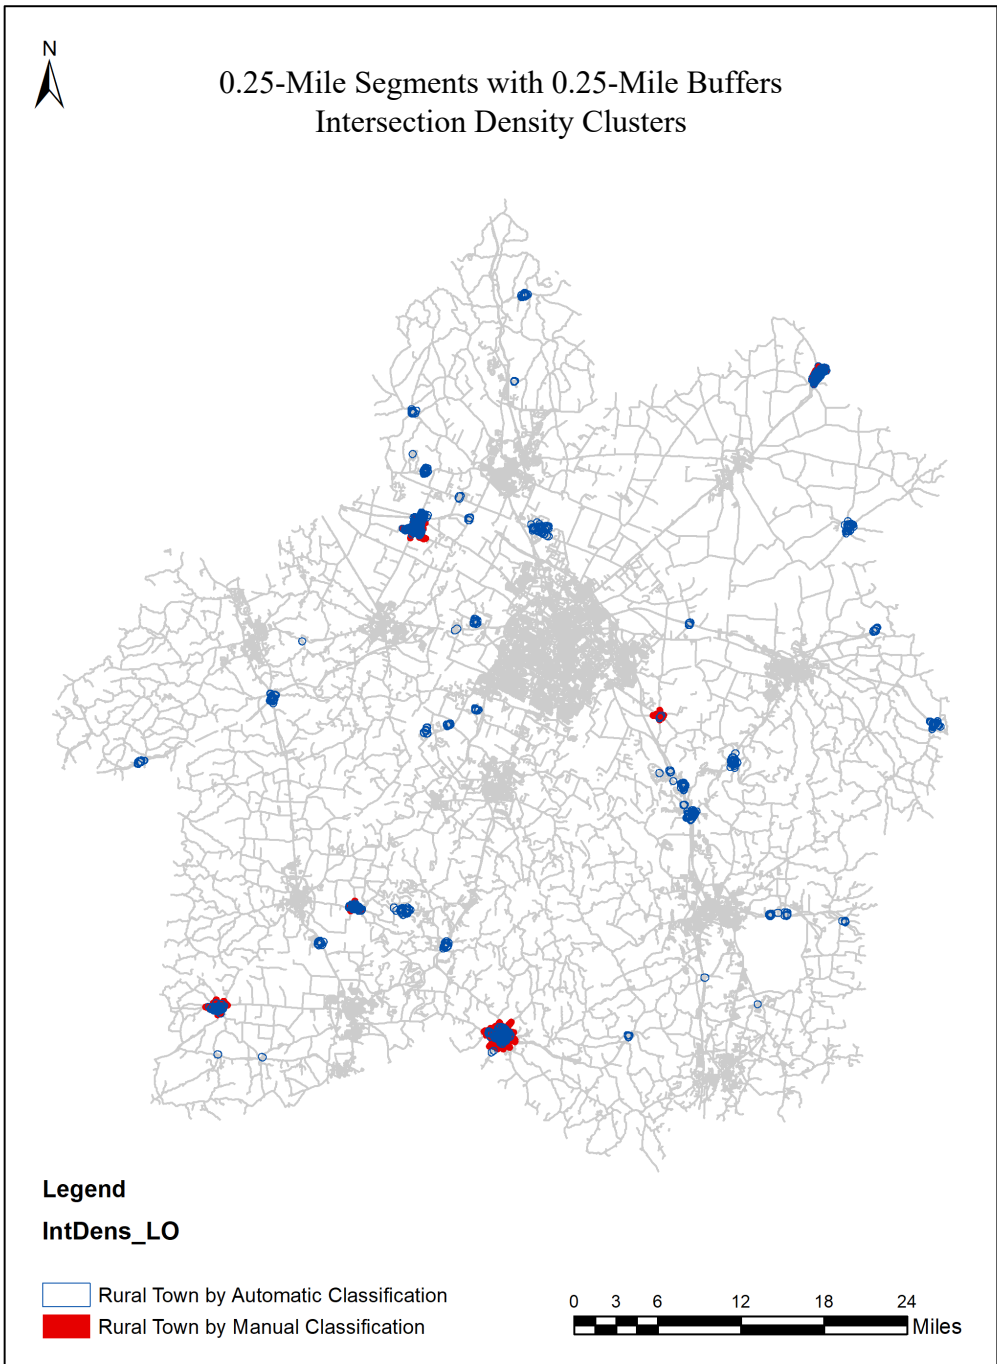 N
0.25-Mile Segments with 0.25-Mile Buffers
Intersection Density Clusters
Legend
IntDens_LO
Rural Town by Automatic Classification
Rural Town by Manual Classification
0 3 6 12 18 24
Miles